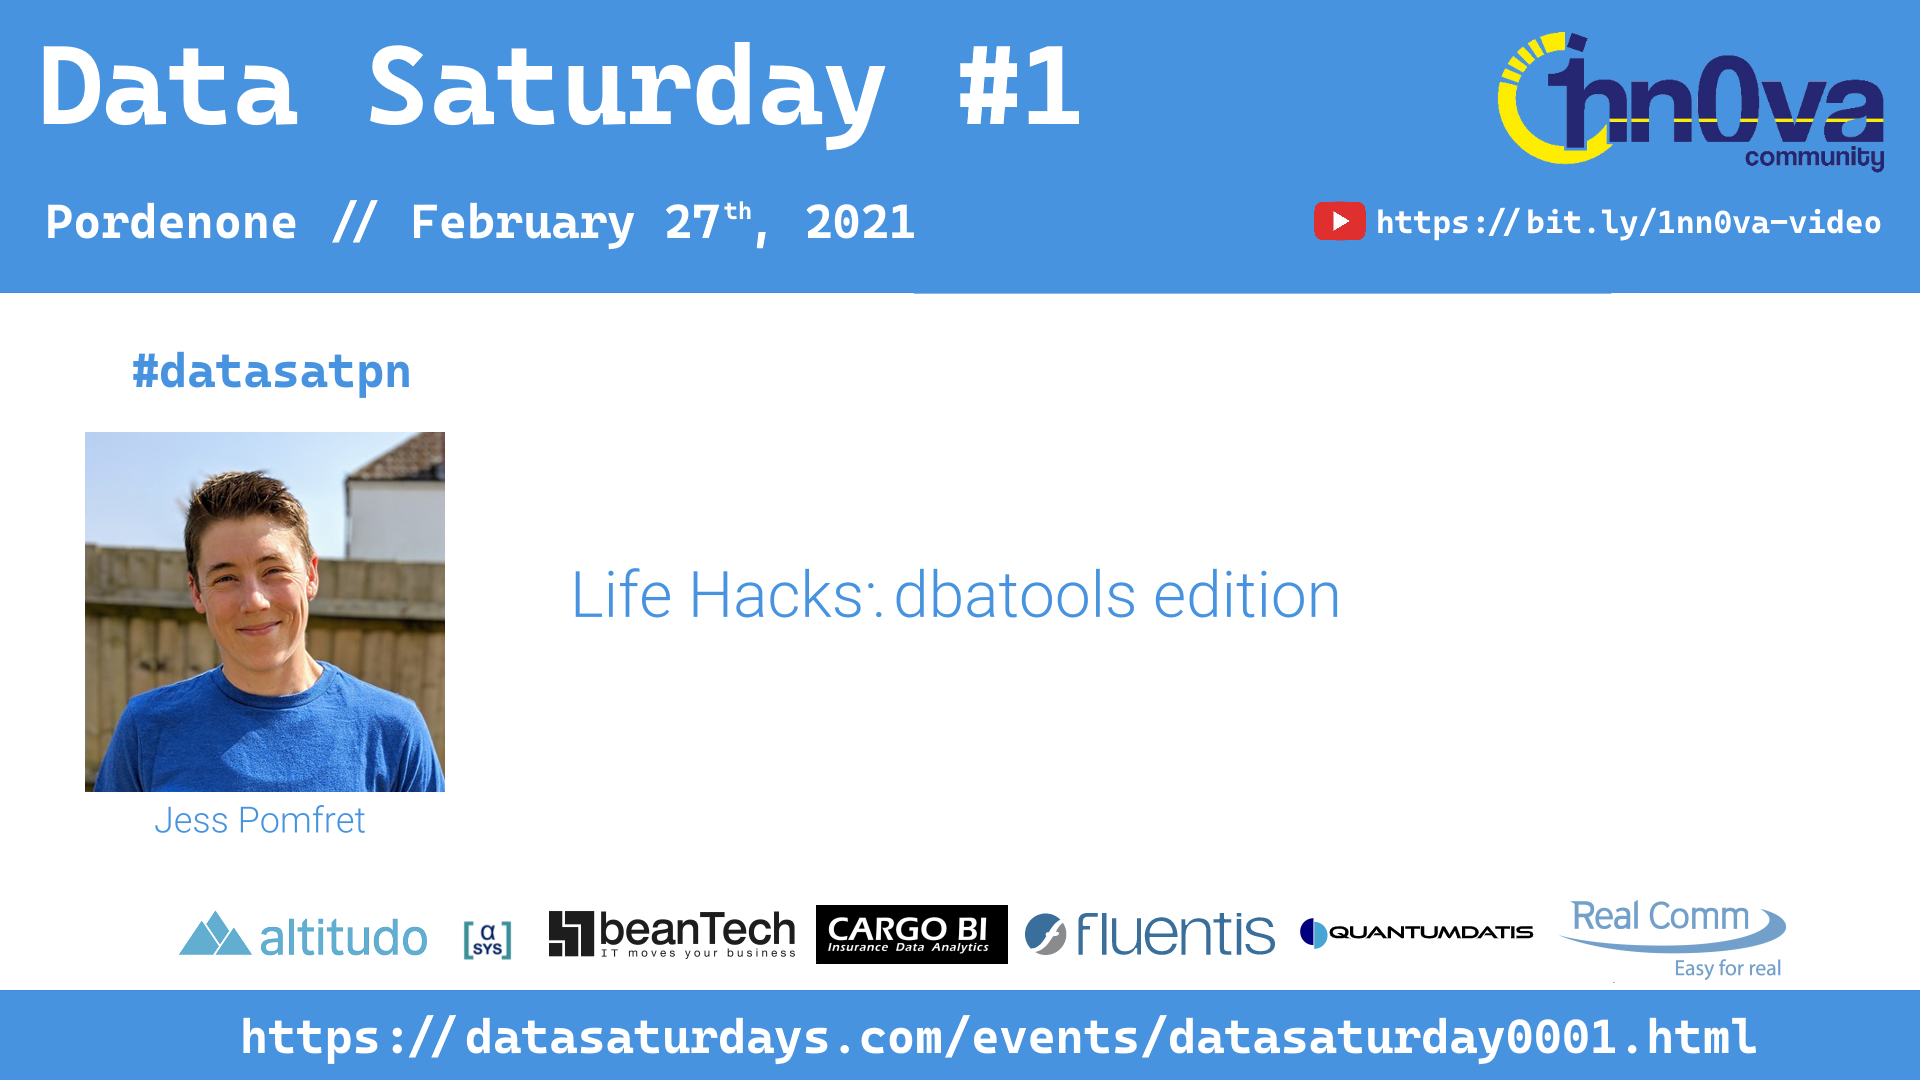 Data Saturday #1
1nn0va
community
Pordenone // February 27th, 2021
https://bit.ly/1nn0va-video
#datasatpn
Life Hacks: dbatools edition
Jess Pomfret
altitudo
[α SYS]
beanTech
IT moves your business
CARGO BI
Insurance Data Analytics
fluentis
QUANTUMDATIS
Real Comm
Easy for real
https://datasaturdays.com/events/datasaturday0001.html